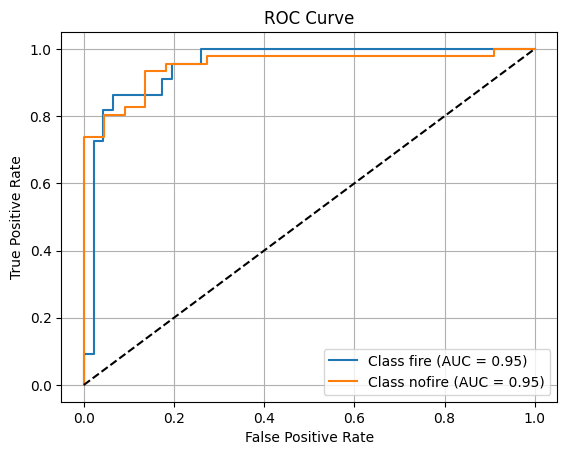 ROC Curve
True Positive Rate
1.0
0.8
0.6
0.4
0.2
0.0
0.0 0.2 0.4 0.6 0.8 1.0
False Positive Rate
Class fire (AUC = 0.95)
Class nofire (AUC = 0.95)